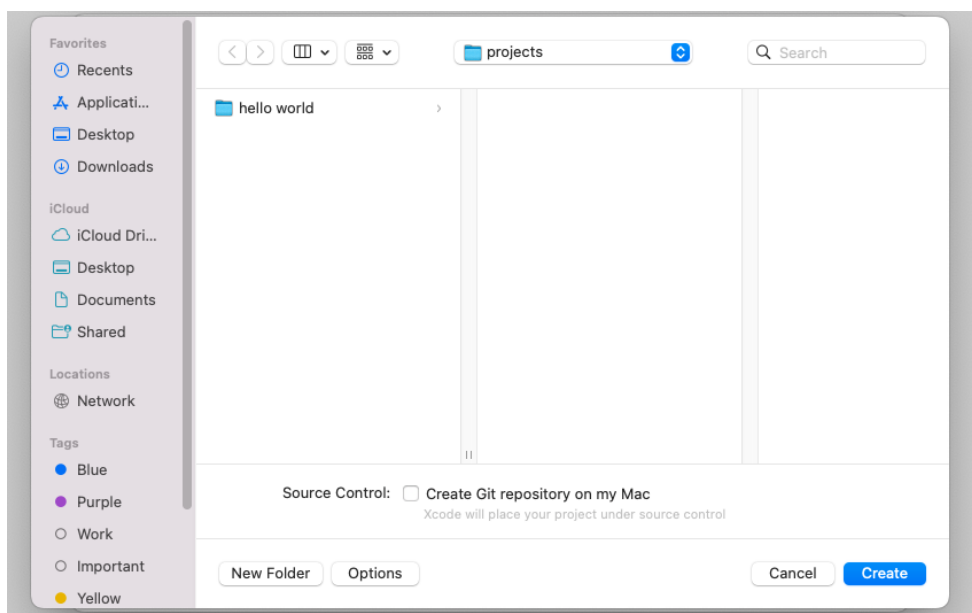 Favorites
Recents
Applicati...
Desktop
Downloads
iCloud
iCloud Dri...
Desktop
Documents
Shared
Locations
Network
Tags
Blue
Purple
Work
Important
Yellow
projects
Search
hello world
Source Control: Create Git repository on my Mac
Xcode will place your project under source control
New Folder Options Cancel Create